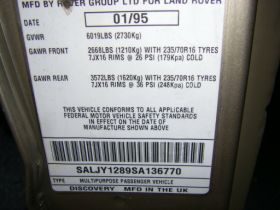 MFD BY ROVER GROUP LTD FOR LAND ROVER
01/95
GVWR 6019LBS (2730Kg)
GAWR FRONT 2668LBS (1210Kg) WITH 235/70R16 TYRES
7JX16 RIMS @ 26 PSI (179KPa) COLD
GAWR REAR 3572LBS (1620Kg) WITH 235/70R16 TYRES
7JX16 RIMS @ 36 PSI (248KPa) COLD
THIS VEHICLE CONFORMS TO ALL APPLICABLE
FEDERAL MOTOR VEHICLE SAFETY STANDARDS
IN EFFECT ON THE DATE OF MANUFACTURE
SHOWN ABOVE
SALJY1289SA136770
TYPE MULTIPURPOSE PASSENGER VEHICLE
DISCOVERY MFD IN THE UK